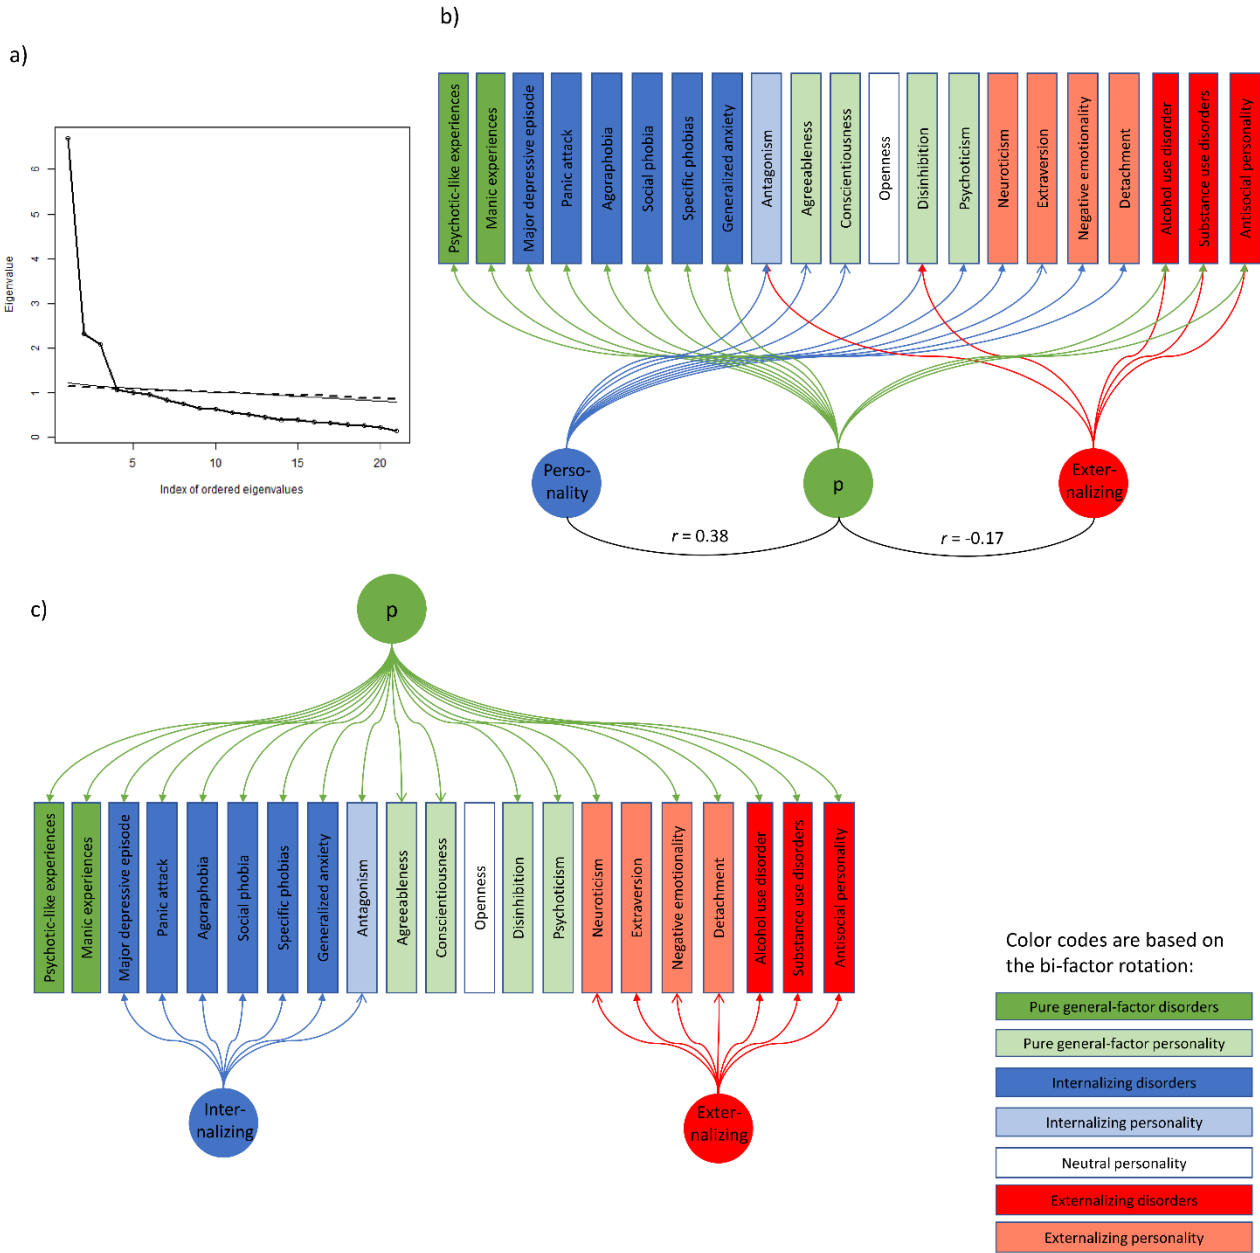 a)
Eigenvalue
6
5
4
3
2
1
0
5
10
15
20
Index of ordered eigenvalues
b)
Psychotic-like experiences
Manic experiences
Major depressive episode
Panic attack
Agoraphobia
Social phobia
Specific phobias
Generalized anxiety
Antagonism
Agreeableness
Conscientiousness
Openness
Disinhibition
Psychoticism
Neuroticism
Extraversion
Negative emotionality
Detachment
Alcohol use disorder
Substance use disorders
Antisocial personality
Perso-
nality
p
Exter-
nalizing
r = 0.38
r = -0.17
c)
p
Psychotic-like experiences
Manic experiences
Major depressive episode
Panic attack
Agoraphobia
Social phobia
Specific phobias
Generalized anxiety
Antagonism
Agreeableness
Conscientiousness
Openness
Disinhibition
Psychoticism
Neuroticism
Extraversion
Negative emotionality
Detachment
Alcohol use disorder
Substance use disorders
Antisocial personality
Inter-
nalizing
Exter-
nalizing
Color codes are based on
the bi-factor rotation:
Pure general-factor disorders
Pure general-factor personality
Internalizing disorders
Internalizing personality
Neutral personality
Externalizing disorders
Externalizing personality